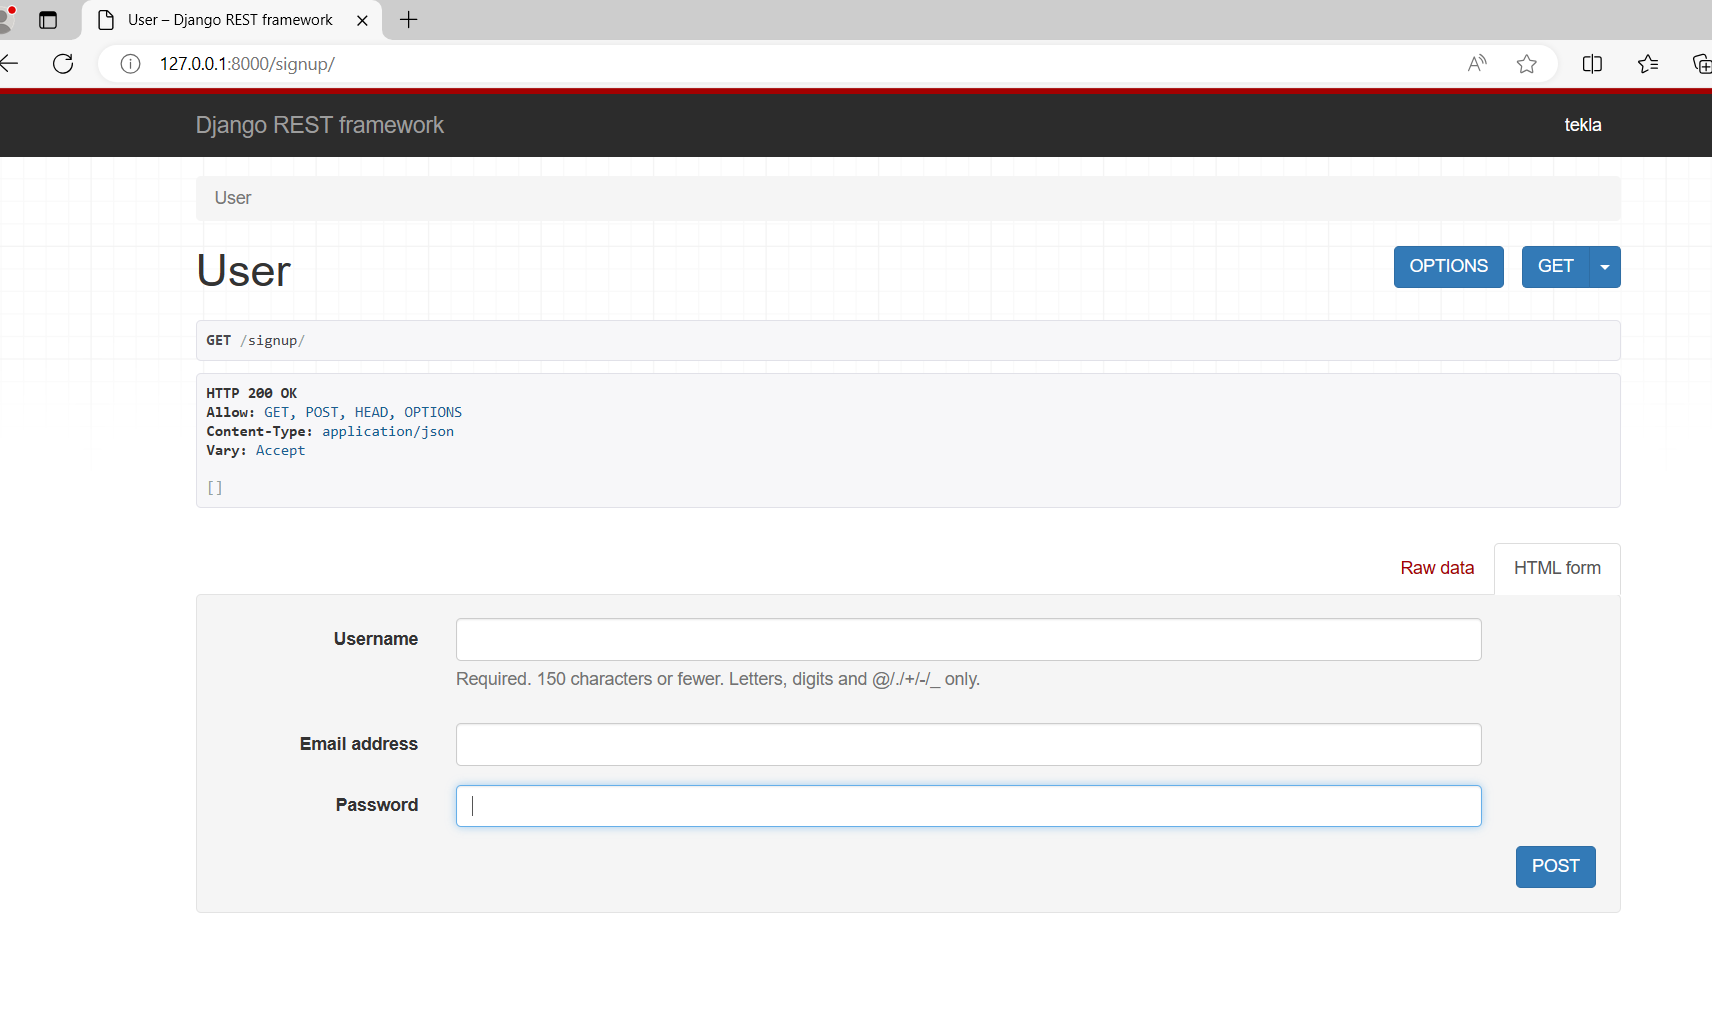 User – Django REST framework
127.0.0.1:8000/signup/
Django REST framework
tekla
User
User
OPTIONS
GET
GET /signup/
HTTP 200 OK
Allow: GET, POST, HEAD, OPTIONS
Content-Type: application/json
Vary: Accept
[]
Raw data
HTML form
Username
Required. 150 characters or fewer. Letters, digits and @/./+/-/_ only.
Email address
Password
POST